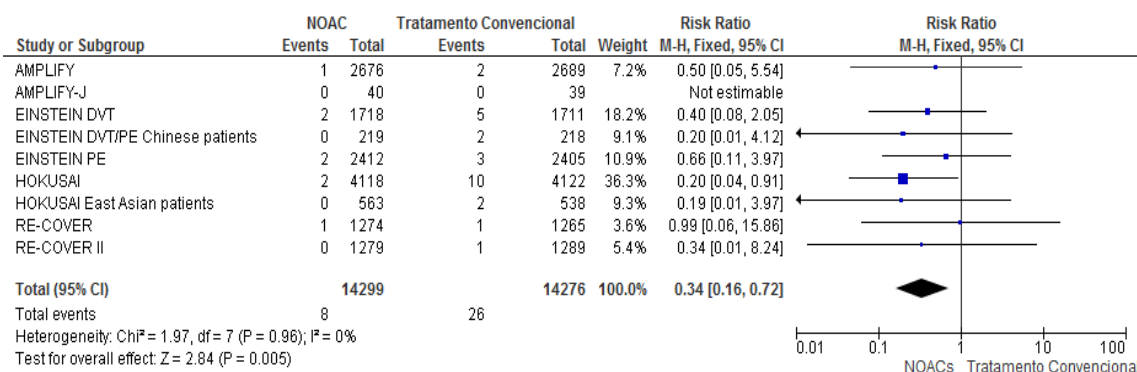 NOAC Tratamento Convencional Risk Ratio Risk Ratio
Study or Subgroup Events Total Events Total Weight M-H, Fixed, 95% CI M-H, Fixed, 95% CI
AMPLIFY 1 2676 2 2689 7.2% 0.50 [0.05, 5.54]
AMPLIFY-J 0 40 0 39 Not estimable
EINSTEIN DVT 2 1718 5 1711 18.2% 0.40 [0.08, 2.05]
EINSTEIN DVT/PE Chinese patients 0 219 2 218 9.1% 0.20 [0.01, 4.12]
EINSTEIN PE 2 2412 3 2405 10.9% 0.66 [0.11, 3.97]
HOKUSAI 2 4118 10 4122 36.3% 0.20 [0.04, 0.91]
HOKUSAI East Asian patients 0 563 2 538 9.1% 0.19 [0.01, 3.97]
RE-COVER 1 1274 1 1265 3.6% 0.99 [0.06, 15.86]
RE-COVER II 0 1279 1 1289 5.4% 0.34 [0.01, 8.24]
Total (95% CI) 14299 14276 100.0% 0.34 [0.16, 0.72]
Total events 8 26
Heterogeneity: Chi² = 1.97, df = 7 (P = 0.96); I² = 0%
Test for overall effect: Z = 2.84 (P = 0.005)
0.01 0.1 1 10 100
NOACs Tratamento Convencional